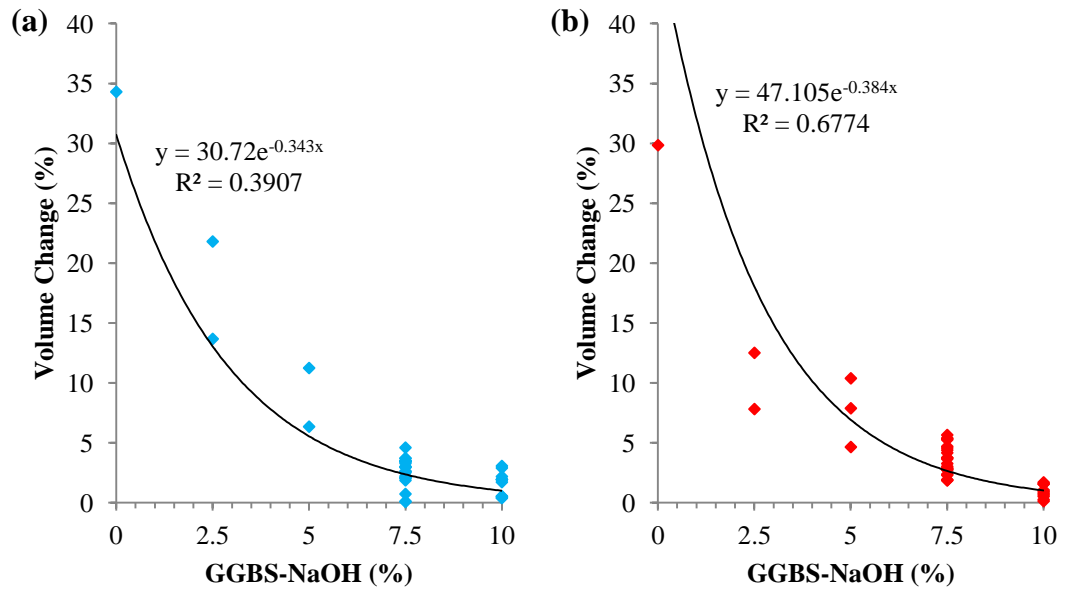 (a)
40
35
30
25
20
15
10
5
0
Volume Change (%)
y = 30.72e^-0.343x
R² = 0.3907
0 2.5 5 7.5 10
GGBS-NaOH (%)
(b)
40
35
30
25
20
15
10
5
0
Volume Change (%)
y = 47.105e^-0.384x
R² = 0.6774
0 2.5 5 7.5 10
GGBS-NaOH (%)